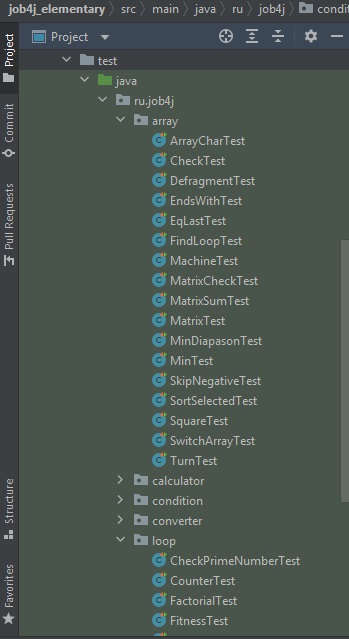 job4j_elementary › src › main › java › ru › job4j › condit
Project
Project
Commit
Pull Requests
Structure
Favorites
test
java
ru.job4j
array
ArrayCharTest
CheckTest
DefragmentTest
EndsWithTest
EqLastTest
FindLoopTest
MachineTest
MatrixCheckTest
MatrixSumTest
MatrixTest
MinDiapasonTest
MinTest
SkipNegativeTest
SortSelectedTest
SquareTest
SwitchArrayTest
TurnTest
calculator
condition
converter
loop
CheckPrimeNumberTest
CounterTest
FactorialTest
FitnessTest